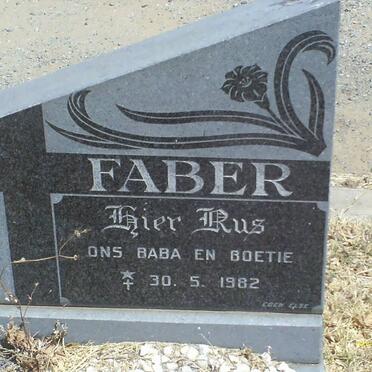 FABER
Hier Rus
ONS BABA EN BOETIE
30. 5. 1982